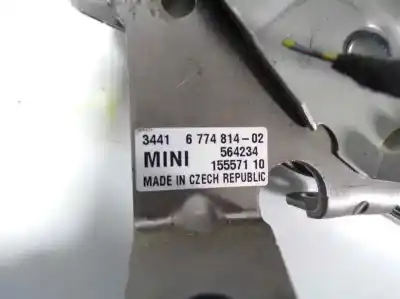 3441 6 774 814-02
MINI 564234
155571 10
MADE IN CZECH REPUBLIC